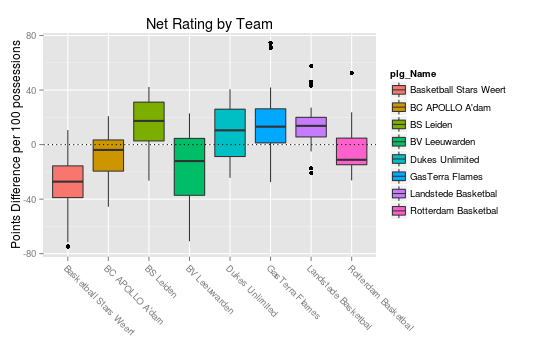 Net Rating by Team
Points Difference per 100 possessions
80
40
0
-40
-80
Basketball Stars Weert
BC APOLLO A'dam
BS Leiden
BV Leeuwarden
Dukes Unlimited
GasTerra Flames
Landstede Basketbal
Rotterdam Basketbal
plg_Name
Basketball Stars Weert
BC APOLLO A'dam
BS Leiden
BV Leeuwarden
Dukes Unlimited
GasTerra Flames
Landstede Basketbal
Rotterdam Basketbal